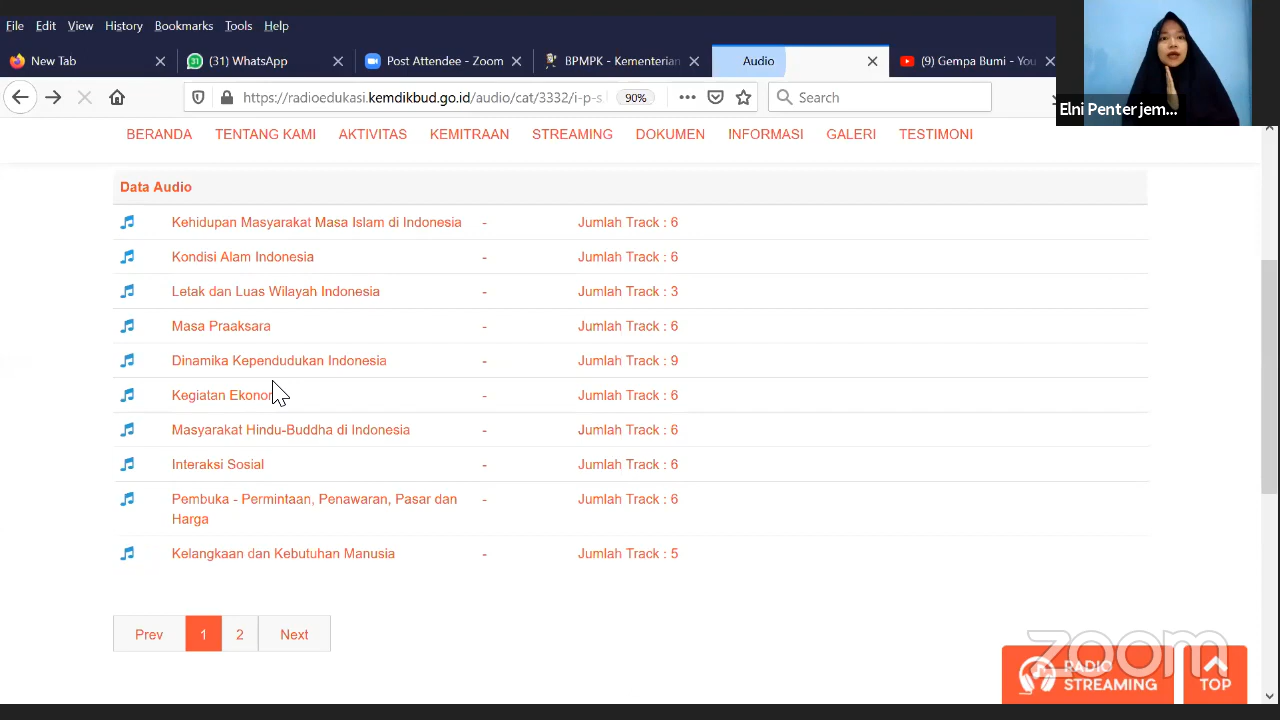 File Edit View History Bookmarks Tools Help
New Tab
(31) WhatsApp
Post Attendee - Zoom
BPMPK - Kementerian
Audio
(9) Gempa Bumi - You
https://radioedukasi.kemdikbud.go.id/audio/cat/3332/i-p-s.
90%
Search
Elni Penterjem...
BERANDA TENTANG KAMI AKTIVITAS KEMITRAAN STREAMING DOKUMEN INFORMASI GALERI TESTIMONI
Data Audio
Kehidupan Masyarakat Masa Islam di Indonesia - Jumlah Track : 6
Kondisi Alam Indonesia - Jumlah Track : 6
Letak dan Luas Wilayah Indonesia - Jumlah Track : 3
Masa Praaksara - Jumlah Track : 6
Dinamika Kependudukan Indonesia - Jumlah Track : 9
Kegiatan Ekonom - Jumlah Track : 6
Masyarakat Hindu-Buddha di Indonesia - Jumlah Track : 6
Interaksi Sosial - Jumlah Track : 6
Pembuka - Permintaan, Penawaran, Pasar dan - Jumlah Track : 6
Harga
Kelangkaan dan Kebutuhan Manusia - Jumlah Track : 5
Prev 1 2 Next
zoom
RADIO
STREAMING
TOP